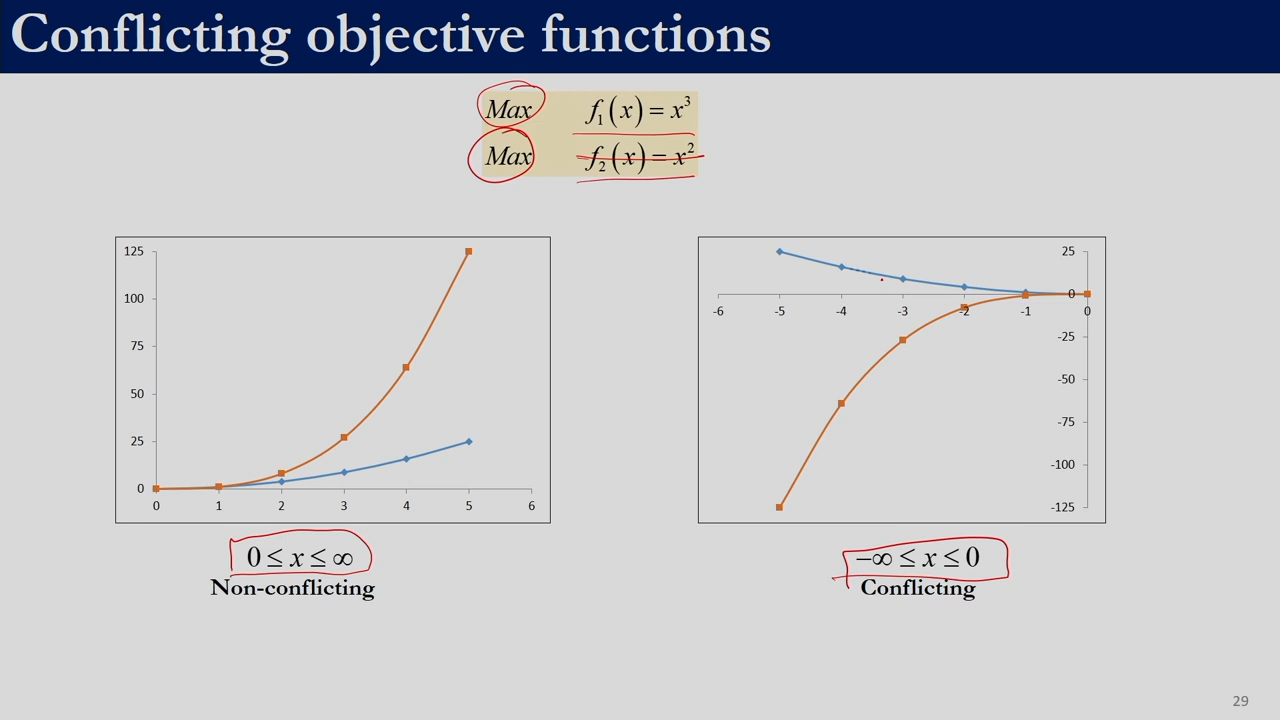 Conflicting objective functions
Max f₁(x) = x³
Max f₂(x) = x²
125
100
75
50
25
0
0 1 2 3 4 5 6
25
0
-6 -5 -4 -3 -2 -1 0
-25
-50
-75
-100
-125
0 ≤ x ≤ ∞
Non-conflicting
−∞ ≤ x ≤ 0
Conflicting
29